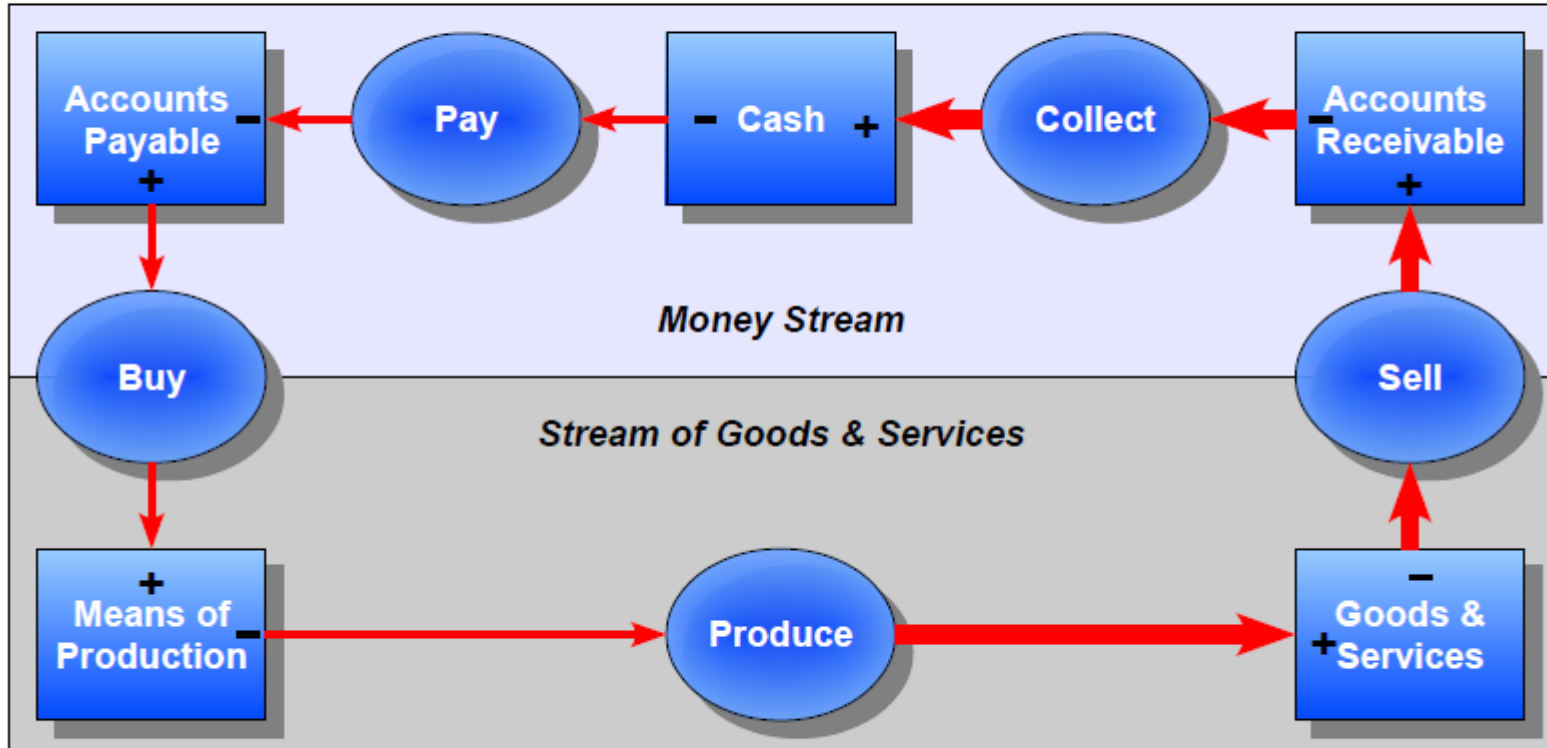 Accounts
Payable
-
+
Pay
-
Cash
+
Collect
-
Accounts
Receivable
+
Money Stream
Buy
Sell
Stream of Goods & Services
+
Means of
Production
-
Produce
-
Goods &
+
Services